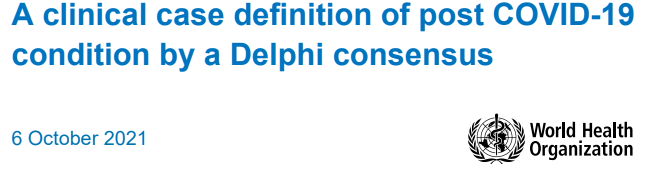 A clinical case definition of post COVID-19
condition by a Delphi consensus
6 October 2021
World Health
Organization